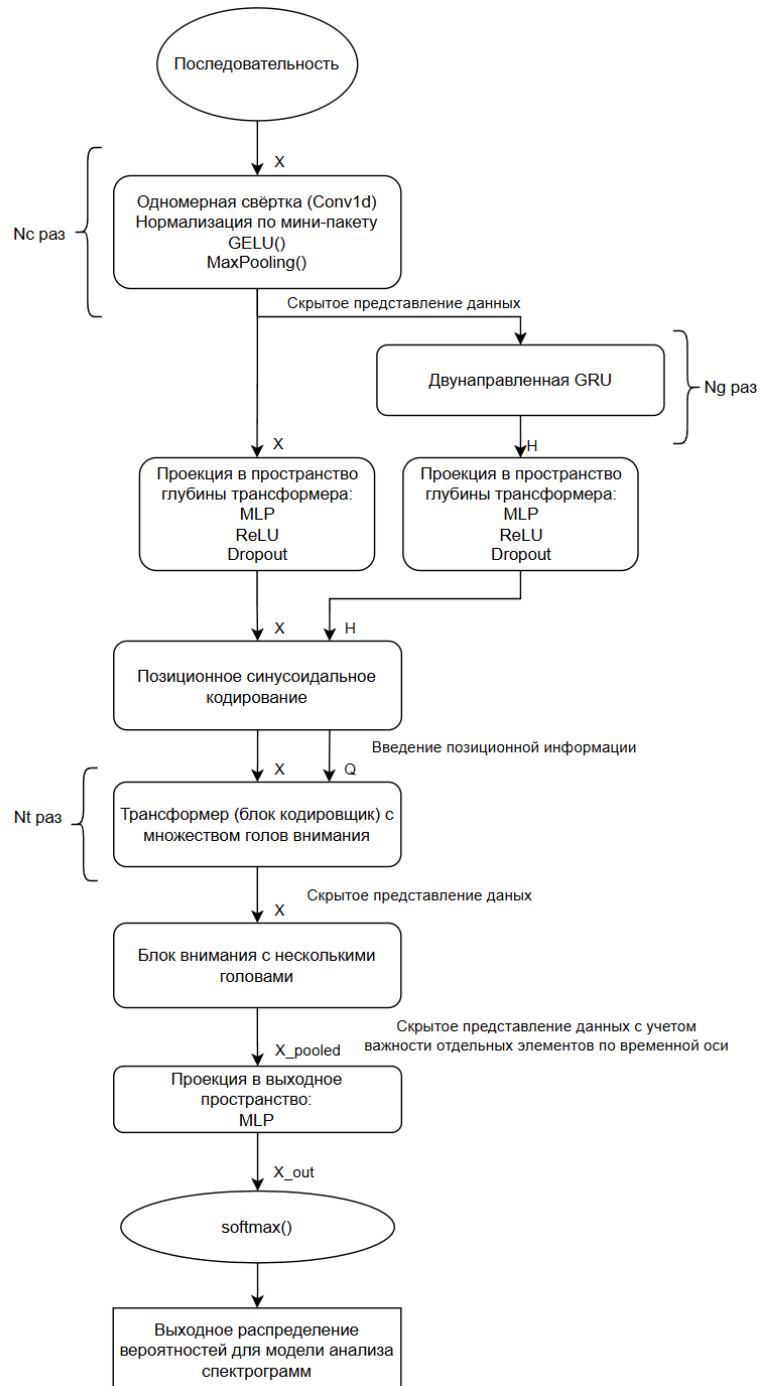 Последовательность
X
Одномерная свёртка (Conv1d)
Нормализация по мини-пакету
GELU()
MaxPooling()
Nc раз
Скрытое представление данных
Двунаправленная GRU
Ng раз
X
H
Проекция в пространство
глубины трансформера:
MLP
ReLU
Dropout
Проекция в пространство
глубины трансформера:
MLP
ReLU
Dropout
X
H
Позиционное синусоидальное
кодирование
Введение позиционной информации
X
Q
Nt раз
Трансформер (блок кодировщик) с
множеством голов внимания
Скрытое представление даных
X
Блок внимания с несколькими
головами
Скрытое представление данных с учетом
важности отдельных элементов по временной оси
X_pooled
Проекция в выходное
пространство:
MLP
X_out
softmax()
Выходное распределение
вероятностей для модели анализа
спектрограмм